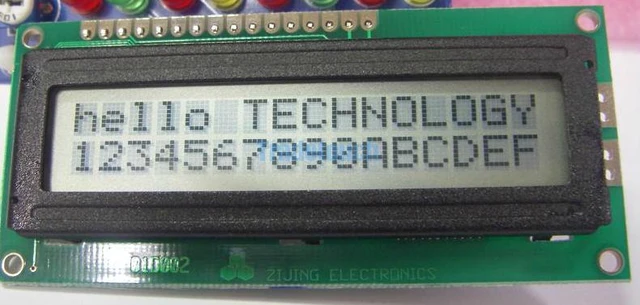 hello TECHNOLOGY
1234567890ABCDEF
ZIJING ELECTRONICS